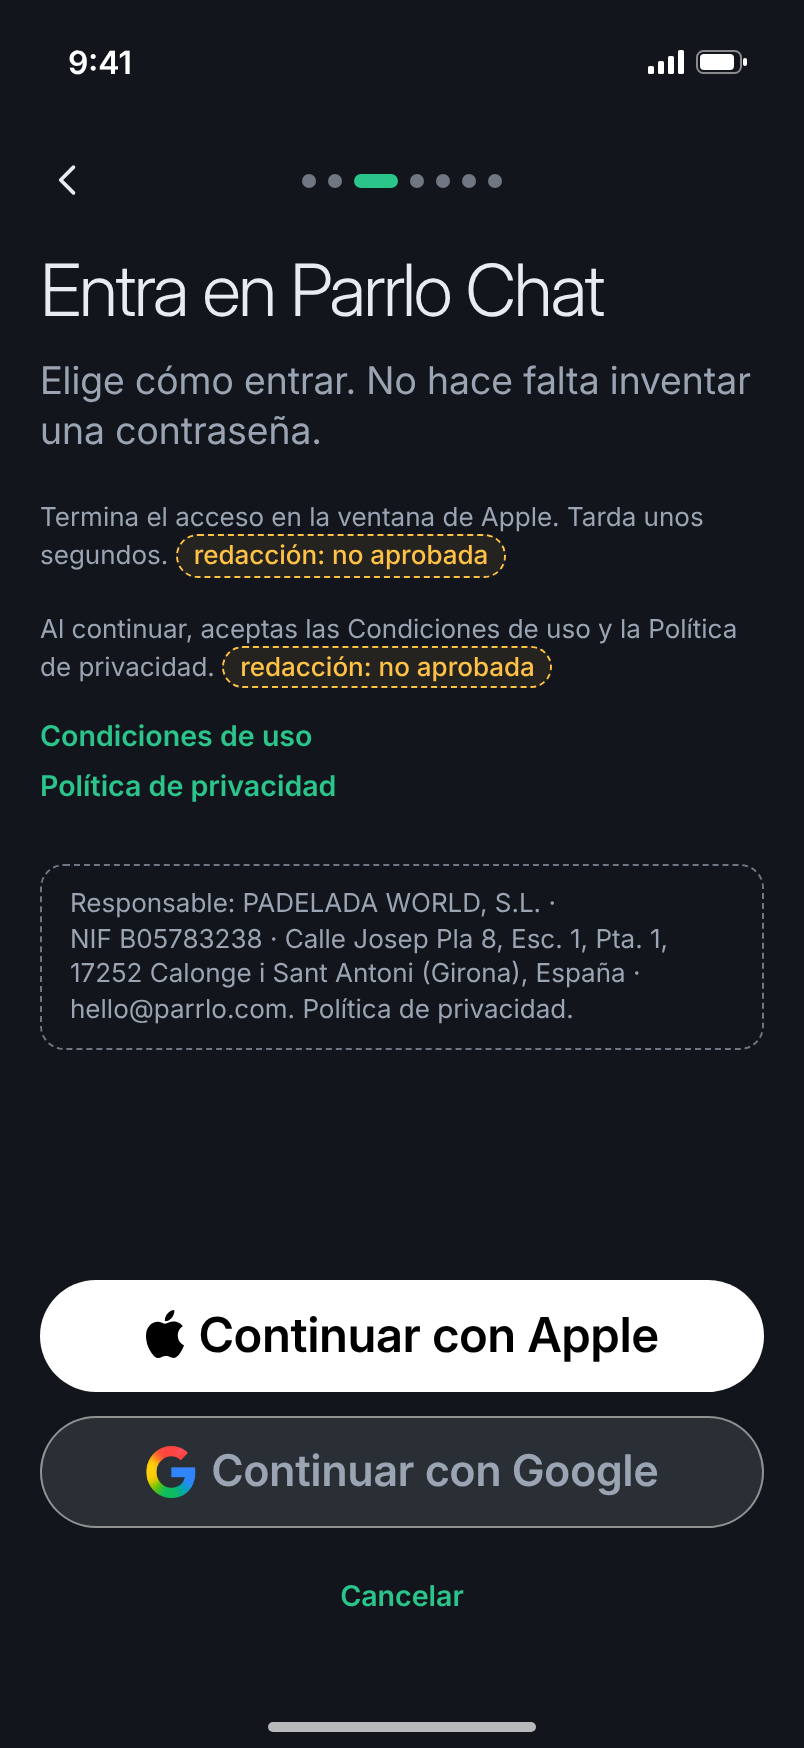 9:41
Entra en Parrlo Chat
Elige cómo entrar. No hace falta inventar
una contraseña.
Termina el acceso en la ventana de Apple. Tarda unos
segundos. redacción: no aprobada
Al continuar, aceptas las Condiciones de uso y la Política
de privacidad. redacción: no aprobada
Condiciones de uso
Política de privacidad
Responsable: PADELADA WORLD, S.L. ·
NIF B05783238 · Calle Josep Pla 8, Esc. 1, Pta. 1,
17252 Calonge i Sant Antoni (Girona), España ·
hello@parrlo.com. Política de privacidad.
Continuar con Apple
Continuar con Google
Cancelar